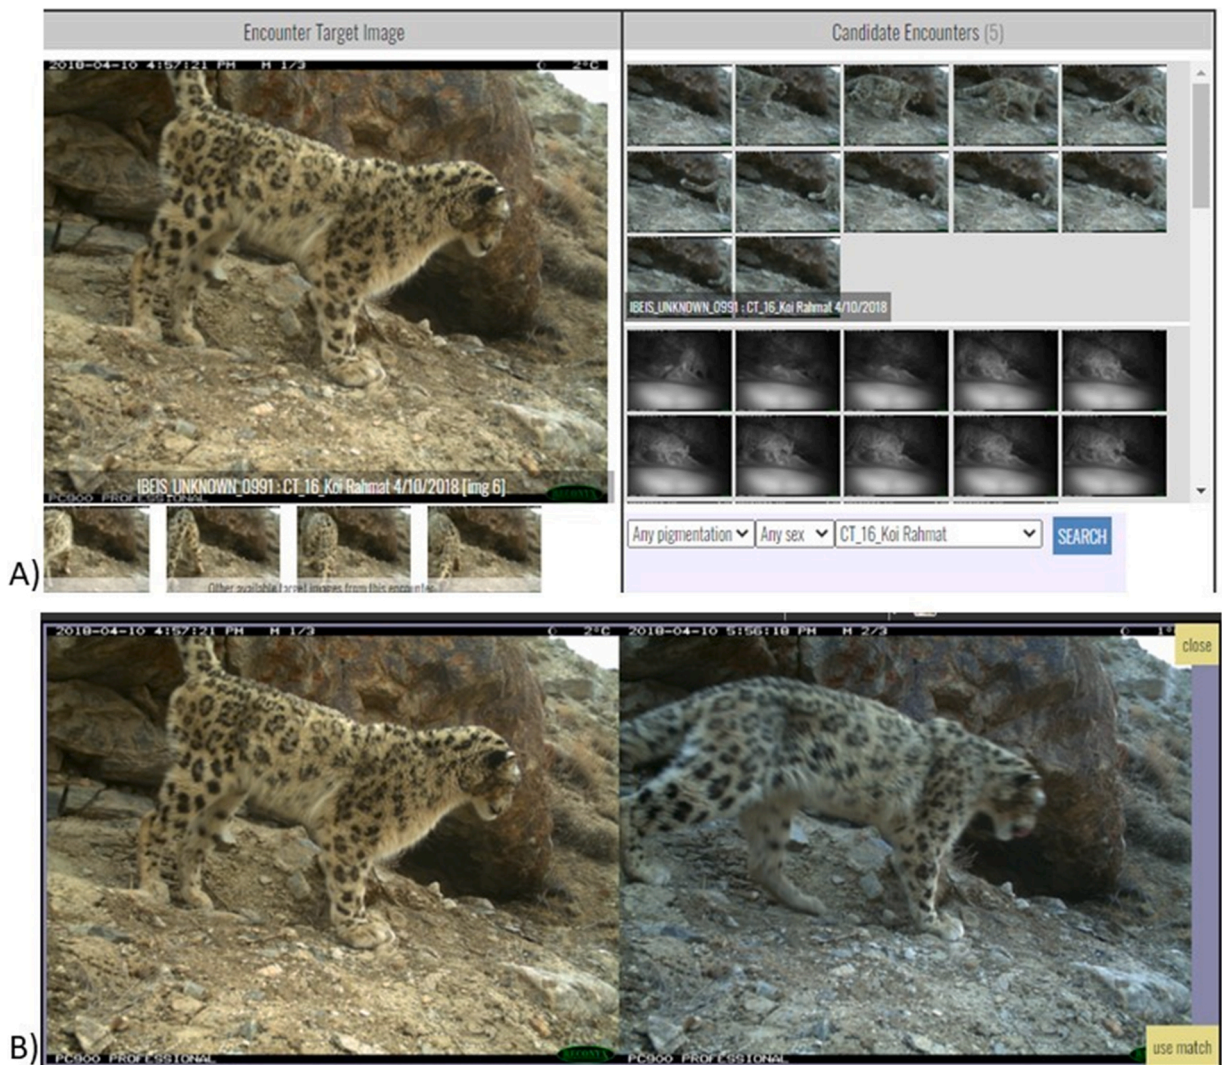 Encounter Target Image
Candidate Encounters (5)
2018-04-10 4:57:21 PM M 1/3 2°C
IBEIS_UNKNOWN_0991 : CT_16_Koi Rahmat 4/10/2018
IBEIS_UNKNOWN_0991 : CT_16_Koi Rahmat 4/10/2018 [img 6]
PC900 PROFESSIONAL
RECONYX
Any pigmentation
Any sex
CT_16_Koi Rahmat
SEARCH
Other available target images from this encounter
A)
2018-04-10 4:57:21 PM M 1/3 2°C
2018-04-10 5:56:18 PM M 2/3
close
PC900 PROFESSIONAL
RECONYX
PC900 PROFESSIONAL
use match
B)